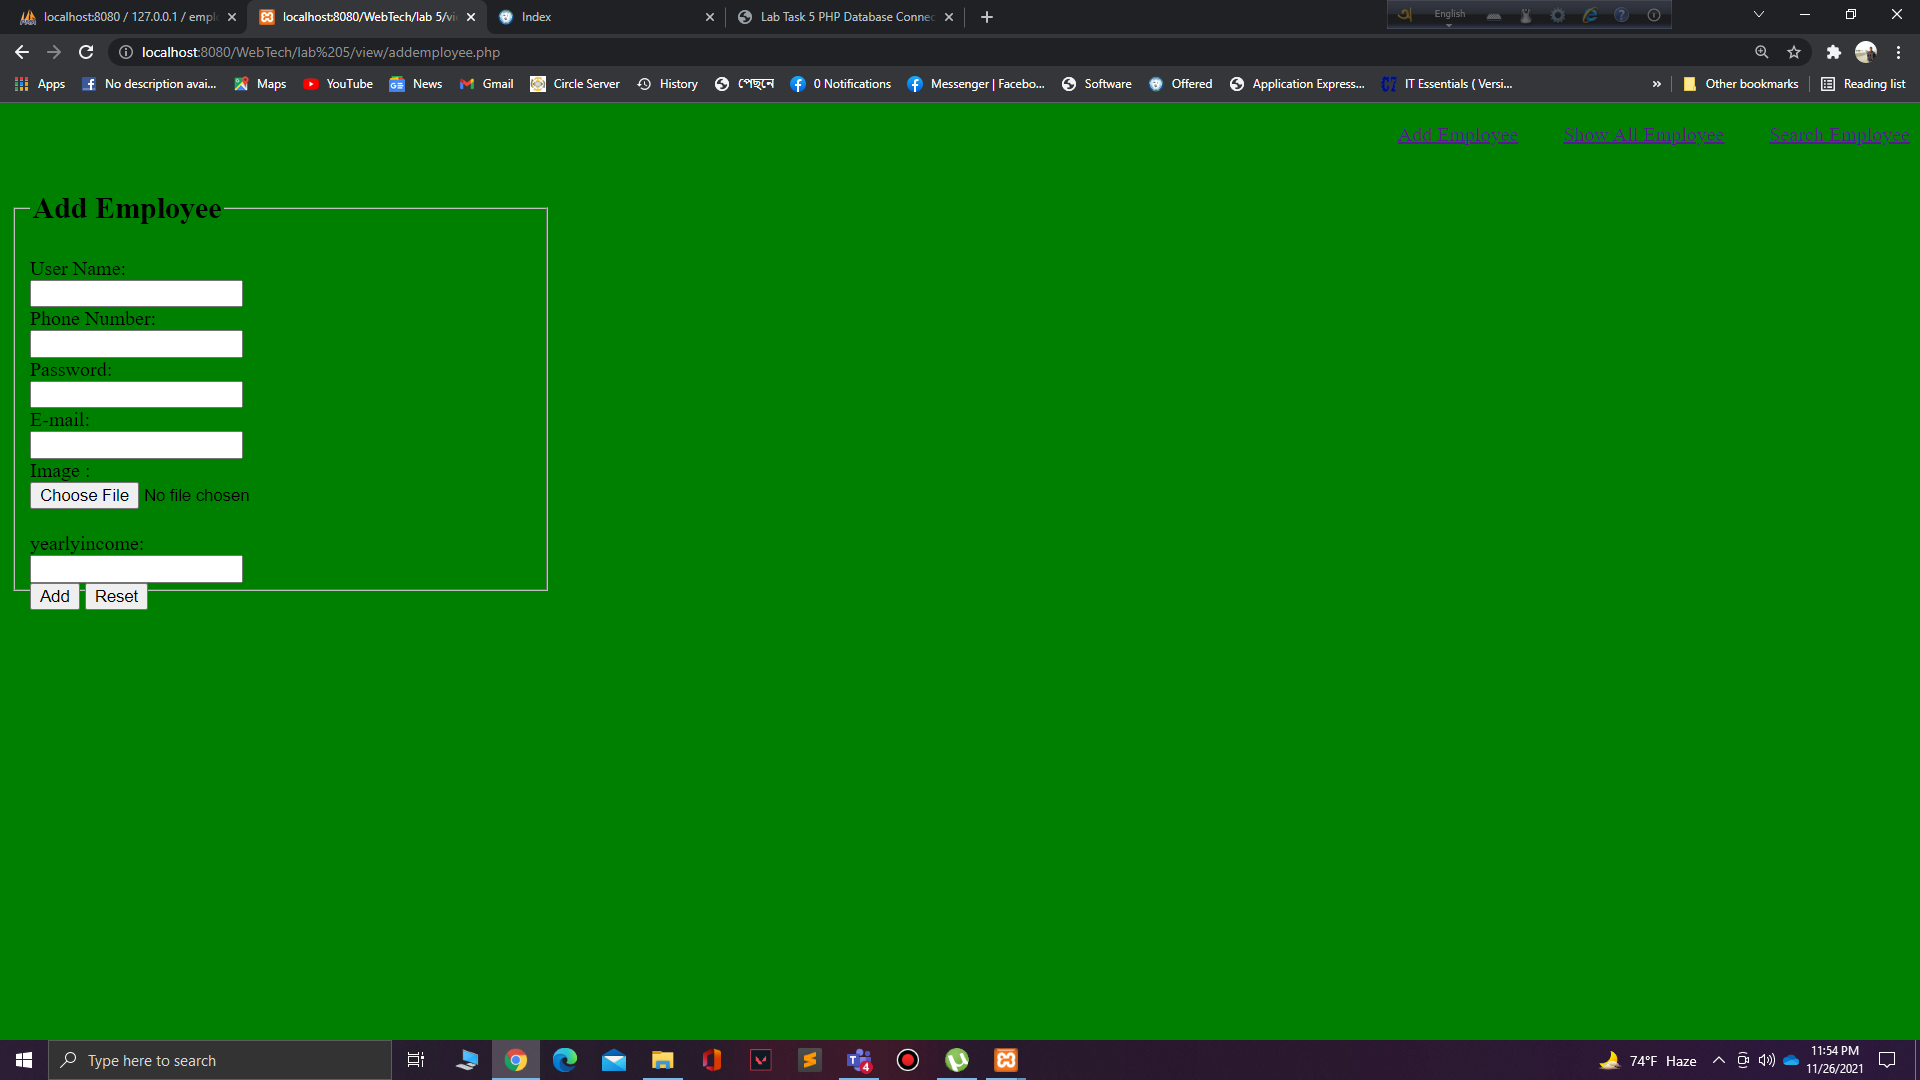 localhost:8080 / 127.0.0.1 / empl
localhost:8080/WebTech/lab 5/vi
Index
Lab Task 5 PHP Database Connec
English
localhost:8080/WebTech/lab%205/view/addemployee.php
Apps
No description avai...
Maps
YouTube
News
Gmail
Circle Server
History
পেছনে
0 Notifications
Messenger | Facebo...
Software
Offered
Application Express...
IT Essentials ( Versi...
»
Other bookmarks
Reading list
Add Employee
Show All Employee
Search Employee
Add Employee
User Name:
Phone Number:
Password:
E-mail:
Image :
Choose File No file chosen
yearlyincome:
Add Reset
Type here to search
4
74°F Haze
11:54 PM
11/26/2021